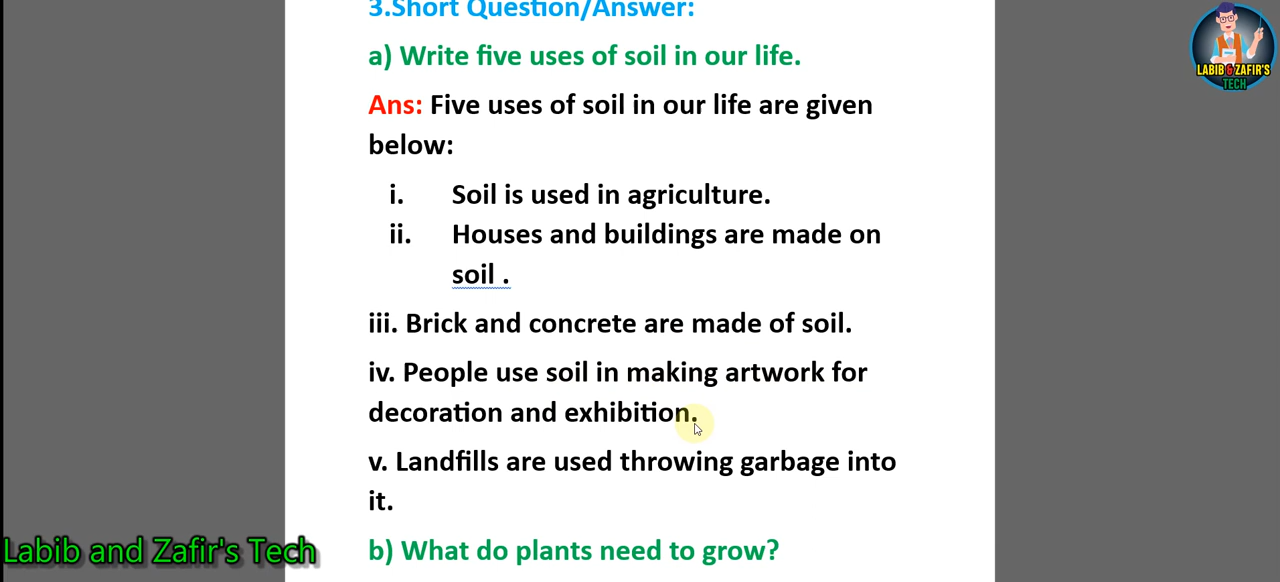 3.Short Question/Answer:
a) Write five uses of soil in our life.
Ans: Five uses of soil in our life are given
below:
i. Soil is used in agriculture.
ii. Houses and buildings are made on
soil .
iii. Brick and concrete are made of soil.
iv. People use soil in making artwork for
decoration and exhibition.
v. Landfills are used throwing garbage into
it.
b) What do plants need to grow?
Labib and Zafir's Tech
LABIB & ZAFIR'S
TECH